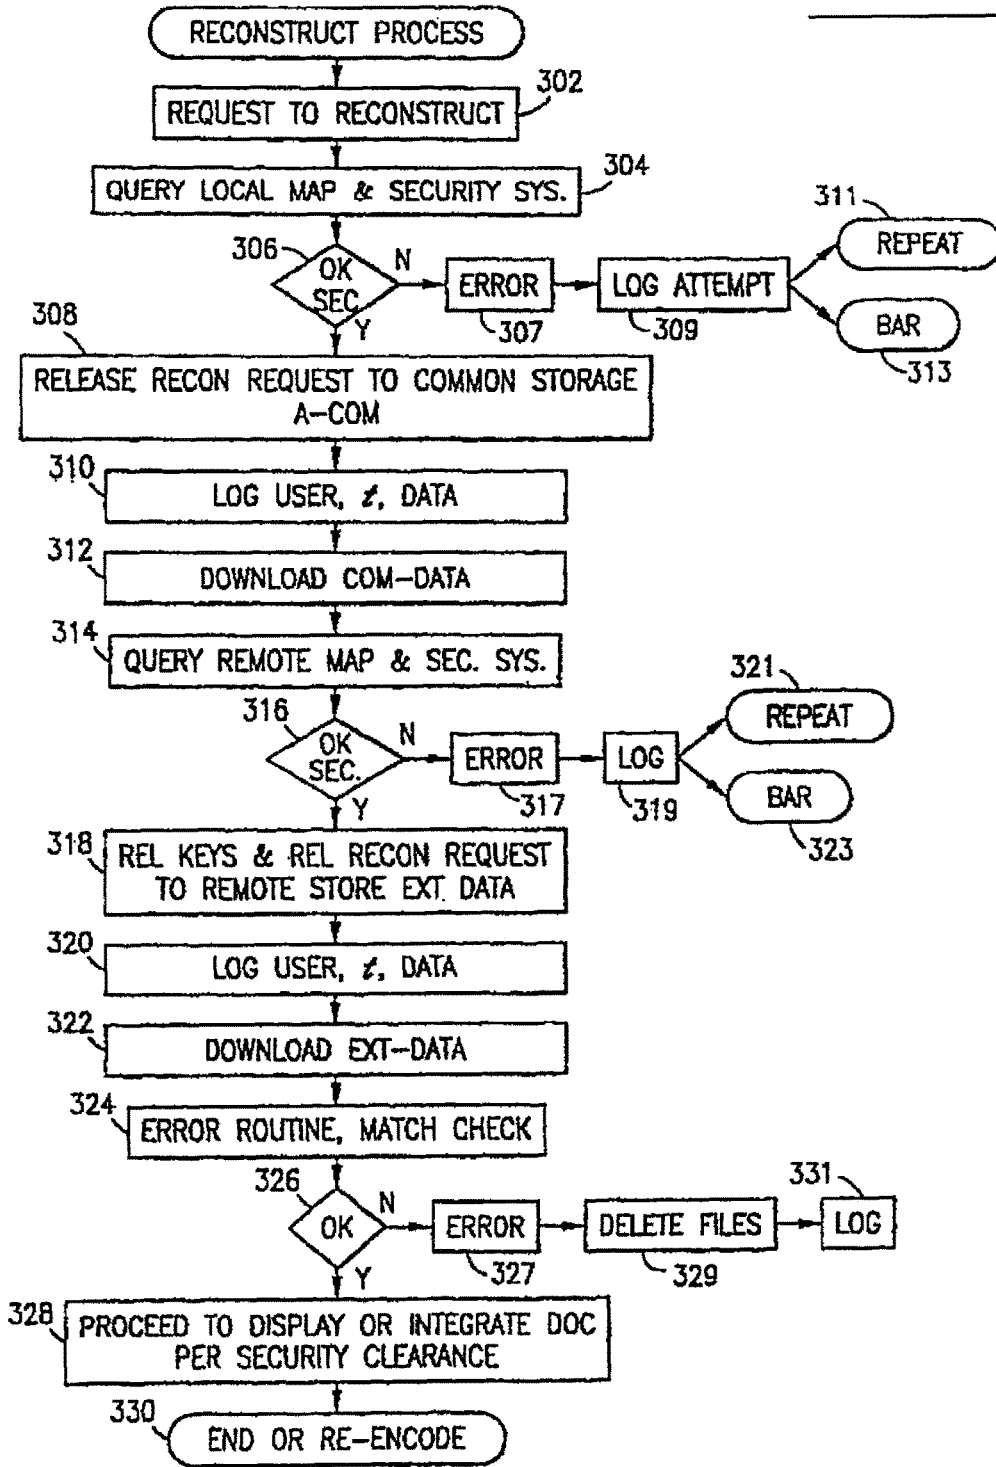 RECONSTRUCT PROCESS
302
REQUEST TO RECONSTRUCT
304
QUERY LOCAL MAP & SECURITY SYS.
306
OK
SEC
N
Y
ERROR
307
LOG ATTEMPT
309
311
REPEAT
BAR
313
308
RELEASE RECON REQUEST TO COMMON STORAGE
A-COM
310
LOG USER, t, DATA
312
DOWNLOAD COM-DATA
314
QUERY REMOTE MAP & SEC. SYS.
316
OK
SEC.
N
Y
ERROR
317
LOG
319
321
REPEAT
BAR
323
318
REL KEYS & REL RECON REQUEST
TO REMOTE STORE EXT. DATA
320
LOG USER, t, DATA
322
DOWNLOAD EXT-DATA
324
ERROR ROUTINE, MATCH CHECK
326
OK
N
Y
ERROR
327
DELETE FILES
329
331
LOG
328
PROCEED TO DISPLAY OR INTEGRATE DOC
PER SECURITY CLEARANCE
330
END OR RE-ENCODE